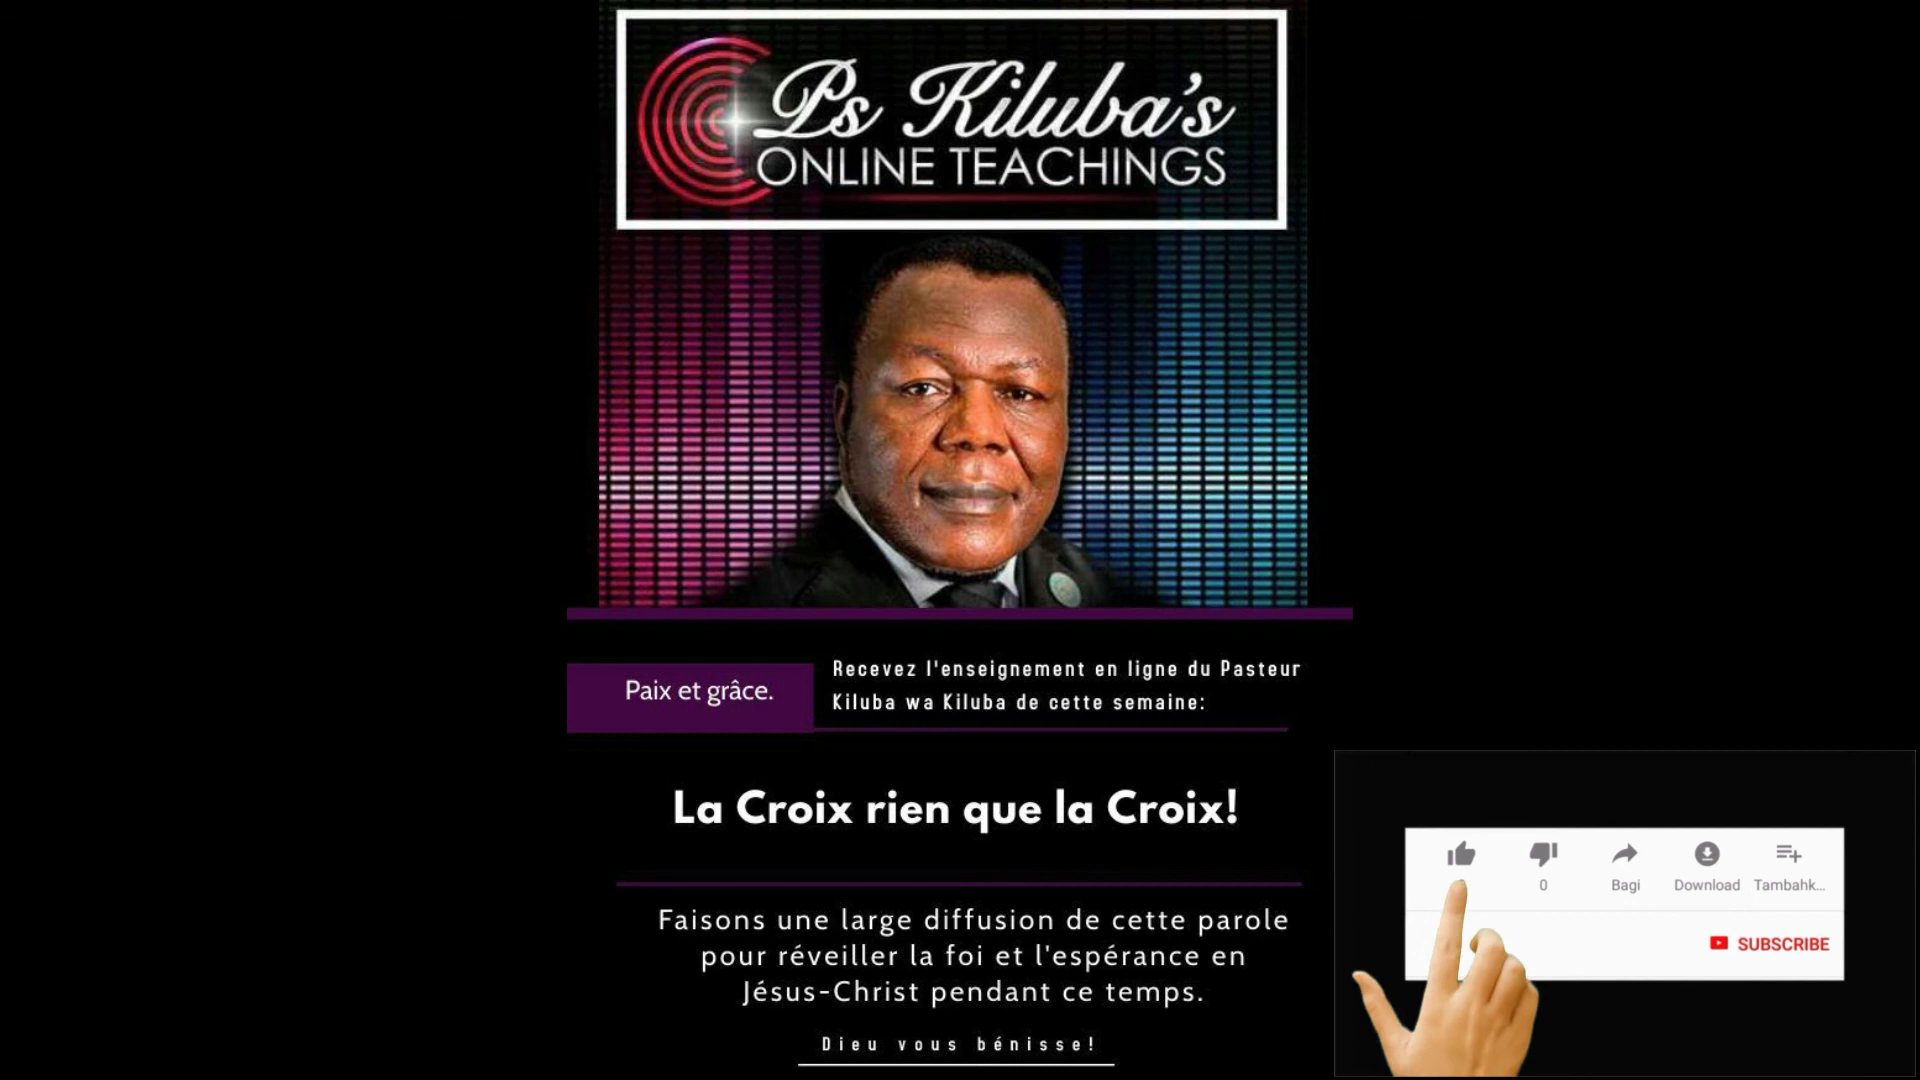 Ps Kiluba's
ONLINE TEACHINGS
Paix et grâce.
Recevez l'enseignement en ligne du Pasteur
Kiluba wa Kiluba de cette semaine:
La Croix rien que la Croix!
Faisons une large diffusion de cette parole
pour réveiller la foi et l'espérance en
Jésus-Christ pendant ce temps.
Dieu vous bénisse!
0 Bagi Download Tambahk...
SUBSCRIBE